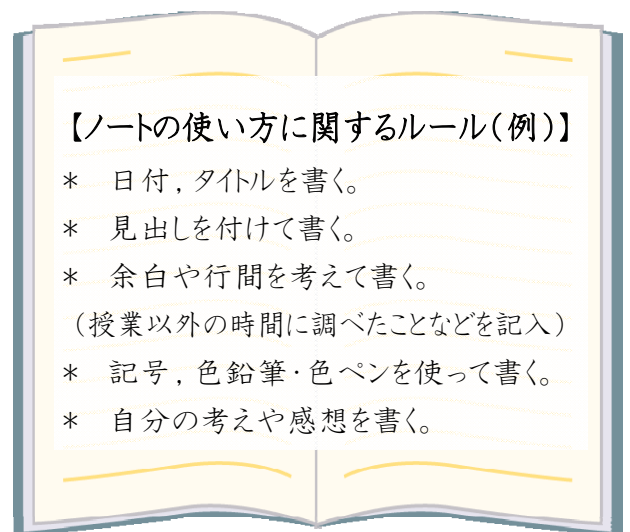 【ノートの使い方に関するルール(例)】
* 日付,タイトルを書く。
* 見出しを付けて書く。
* 余白や行間を考えて書く。
(授業以外の時間に調べたことなどを記入)
* 記号,色鉛筆・色ペンを使って書く。
* 自分の考えや感想を書く。